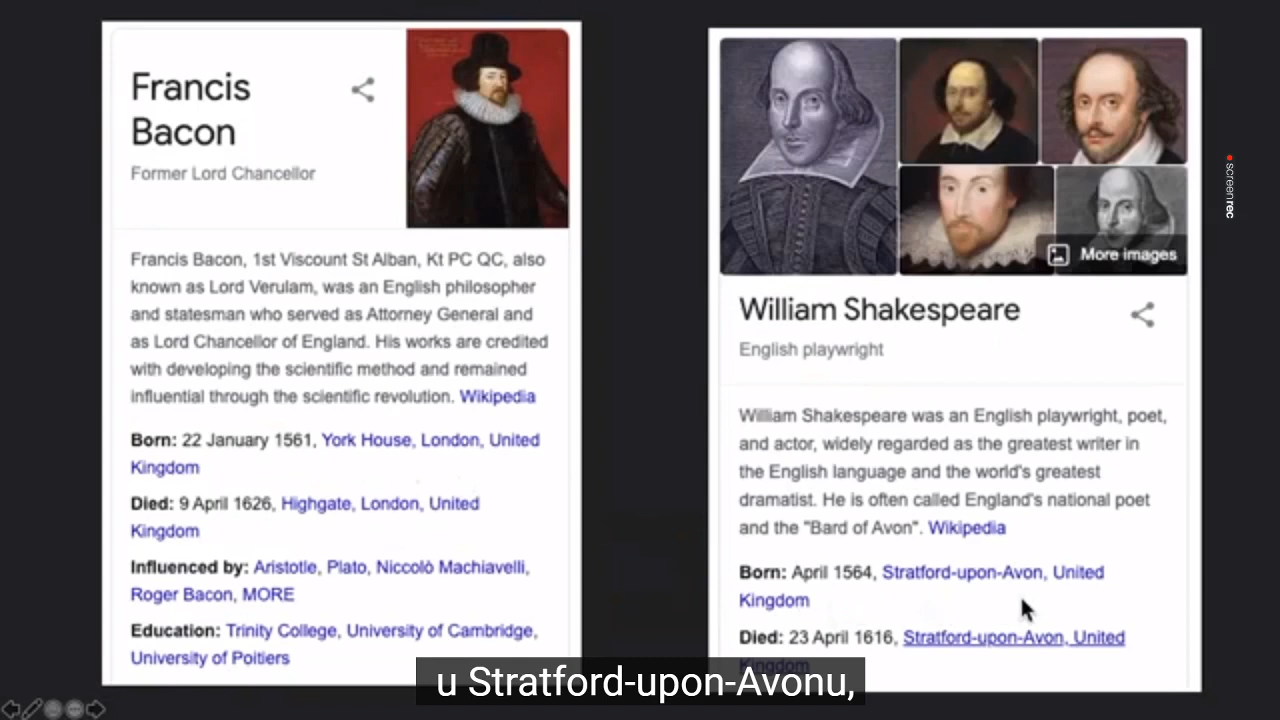 Francis
Bacon
Former Lord Chancellor
Francis Bacon, 1st Viscount St Alban, Kt PC QC, also
known as Lord Verulam, was an English philosopher
and statesman who served as Attorney General and
as Lord Chancellor of England. His works are credited
with developing the scientific method and remained
influential through the scientific revolution. Wikipedia
Born: 22 January 1561, York House, London, United
Kingdom
Died: 9 April 1626, Highgate, London, United
Kingdom
Influenced by: Aristotle, Plato, Niccolò Machiavelli,
Roger Bacon, MORE
Education: Trinity College, University of Cambridge,
University of Poitiers
More images
William Shakespeare
English playwright
William Shakespeare was an English playwright, poet,
and actor, widely regarded as the greatest writer in
the English language and the world's greatest
dramatist. He is often called England's national poet
and the "Bard of Avon". Wikipedia
Born: April 1564, Stratford-upon-Avon, United
Kingdom
Died: 23 April 1616, Stratford-upon-Avon, United
Kingdom
u Stratford-upon-Avonu,
screenrec